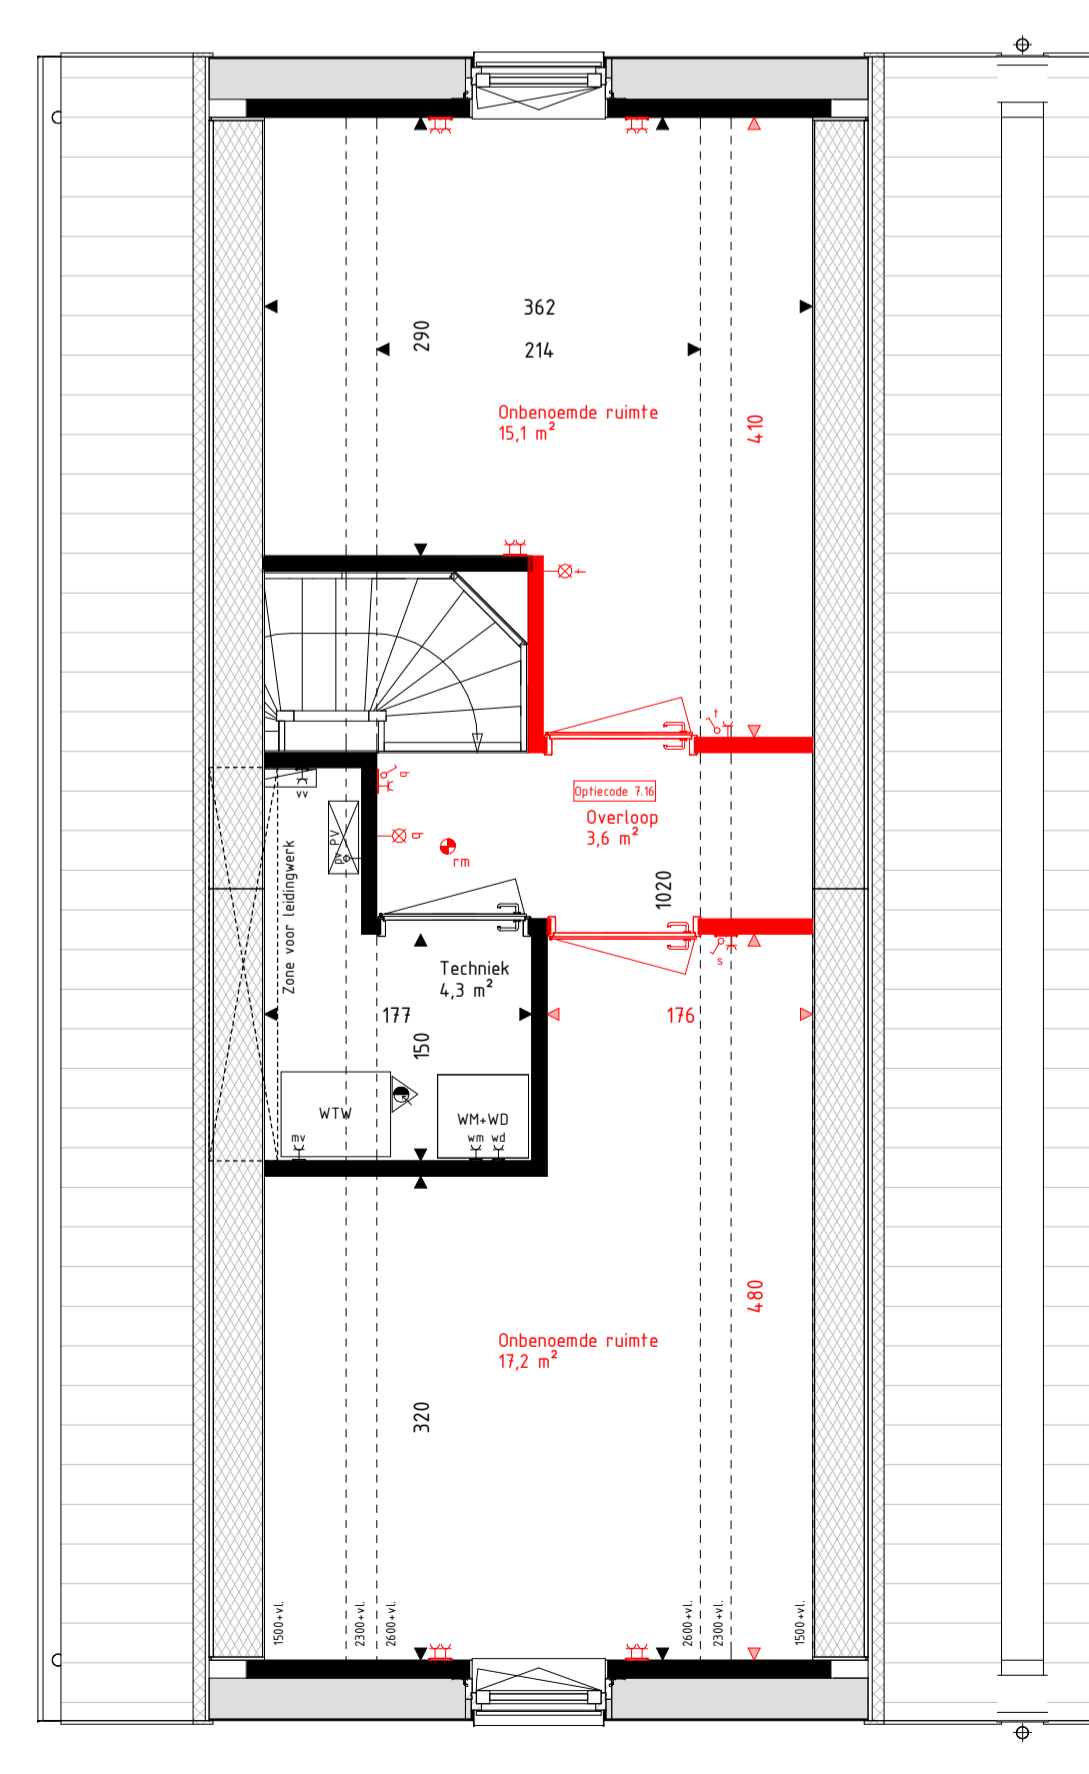 362
290
214
Onbenoemde ruimte
15,1 m²
410
t
t
Optiecode 7.16
Overloop
3,6 m²
q
q
rm
vv
PV
pv
Zone voor leidingwerk
1020
s
Techniek
4,3 m²
177
176
150
WTW
WM+WD
mv
wm wd
480
Onbenoemde ruimte
17,2 m²
320
1500+vl.
2300+vl.
2600+vl.
2600+vl.
2300+vl.
1500+vl.